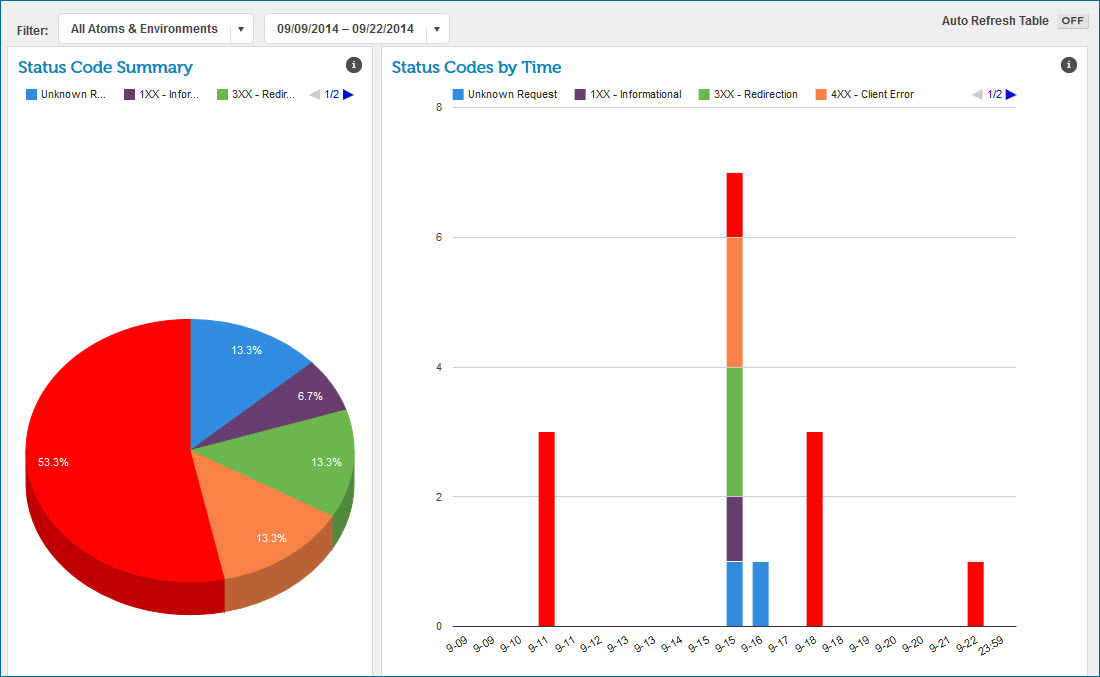 Filter:
All Atoms & Environments
09/09/2014 – 09/22/2014
Auto Refresh Table
OFF
Status Code Summary
Unknown R...
1XX - Infor...
3XX - Redir...
1/2
13.3%
6.7%
13.3%
13.3%
53.3%
Status Codes by Time
Unknown Request
1XX - Informational
3XX - Redirection
4XX - Client Error
1/2
8
6
4
2
0
9-09
9-09
9-10
9-11
9-11
9-12
9-13
9-13
9-14
9-15
9-15
9-16
9-17
9-18
9-18
9-19
9-20
9-20
9-21
9-22
23:59